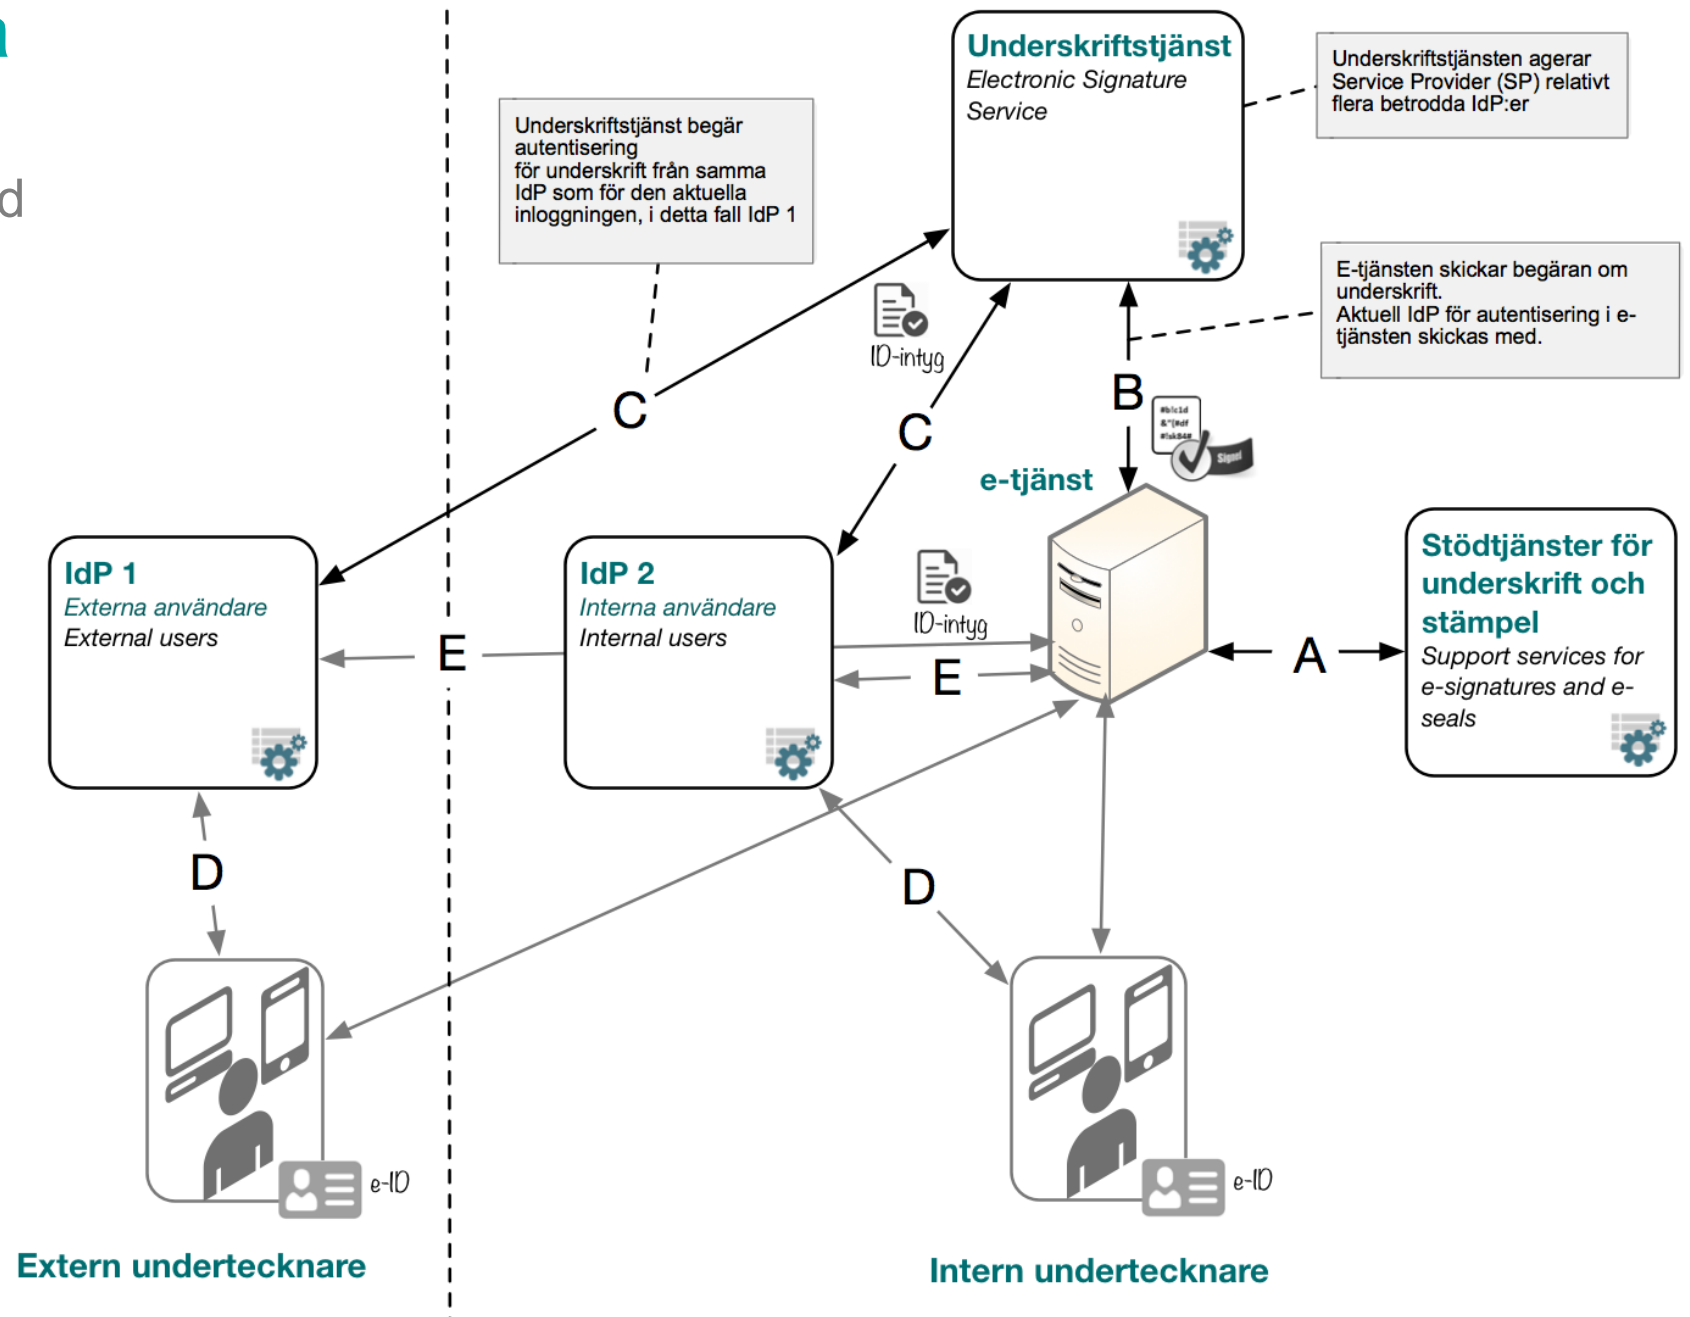 a
d
Underskriftstjänst
Electronic Signature
Service
Underskriftstjänsten agerar
Service Provider (SP) relativt
flera betrodda IdP:er
Underskriftstjänst begär
autentisering
för underskrift från samma
IdP som för den aktuella
inloggningen, i detta fall IdP 1
E-tjänsten skickar begäran om
underskrift.
Aktuell IdP för autentisering i e-
tjänsten skickas med.
ID-intyg
C
C
B
#blc1d
&"(#df
#!sk84#
Signe!
e-tjänst
IdP 1
Externa användare
External users
IdP 2
Interna användare
Internal users
ID-intyg
E
E
A
Stödtjänster för
underskrift och
stämpel
Support services for
e-signatures and e-
seals
D
D
e-ID
e-ID
Extern undertecknare
Intern undertecknare